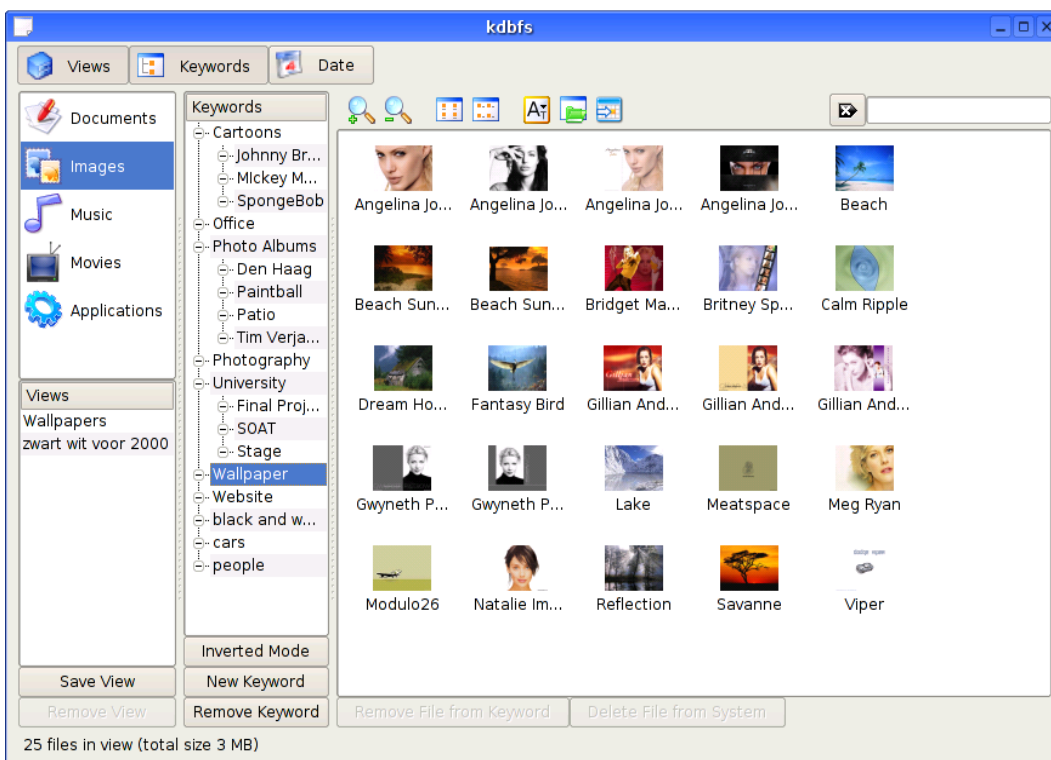 kdbfs
Views
Keywords
Date
Documents
Images
Music
Movies
Applications
Views
Wallpapers
zwart wit voor 2000
Save View
Remove View
Keywords
Cartoons
Johnny Br...
MIckey M...
SpongeBob
Office
Photo Albums
Den Haag
Paintball
Patio
Tim Verja...
Photography
University
Final Proj...
SOAT
Stage
Wallpaper
Website
black and w...
cars
people
Inverted Mode
New Keyword
Remove Keyword
Angelina Jo... Angelina Jo... Angelina Jo... Angelina Jo... Beach
Beach Sun... Beach Sun... Bridget Ma... Britney Sp... Calm Ripple
Dream Ho... Fantasy Bird Gillian And... Gillian And... Gillian And...
Gwyneth P... Gwyneth P... Lake Meatspace Meg Ryan
Modulo26 Natalie Im... Reflection Savanne Viper
Remove File from Keyword
Delete File from System
25 files in view (total size 3 MB)